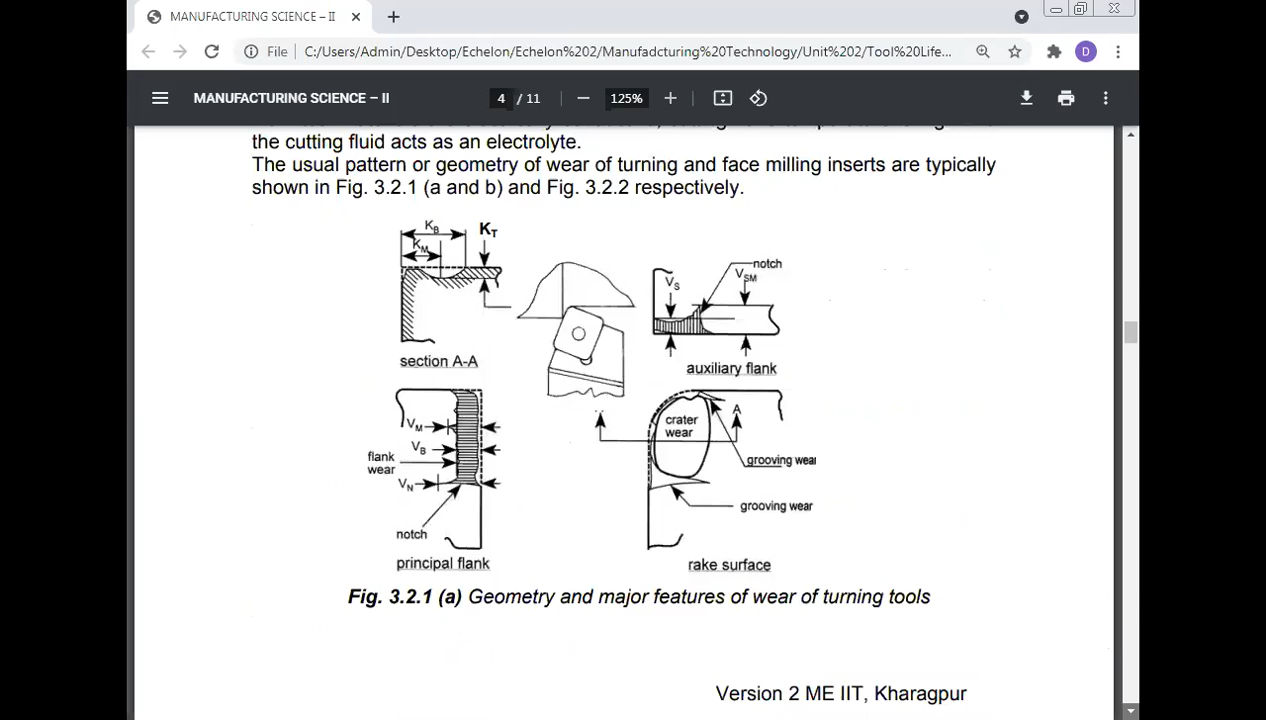 MANUFACTURING SCIENCE – II
File
C:/Users/Admin/Desktop/Echelon/Echelon%202/Manufadcturing%20Technology/Unit%202/Tool%20Life...
D
MANUFACTURING SCIENCE – II
4 / 11
125%
the cutting fluid acts as an electrolyte.
The usual pattern or geometry of wear of turning and face milling inserts are typically
shown in Fig. 3.2.1 (a and b) and Fig. 3.2.2 respectively.
KB
KM
KT
section A-A
VS
notch
VSM
auxiliary flank
VM
VB
flank
wear
VN
notch
principal flank
crater
wear
A
grooving wear
grooving wear
rake surface
Fig. 3.2.1 (a) Geometry and major features of wear of turning tools
Version 2 ME IIT, Kharagpur